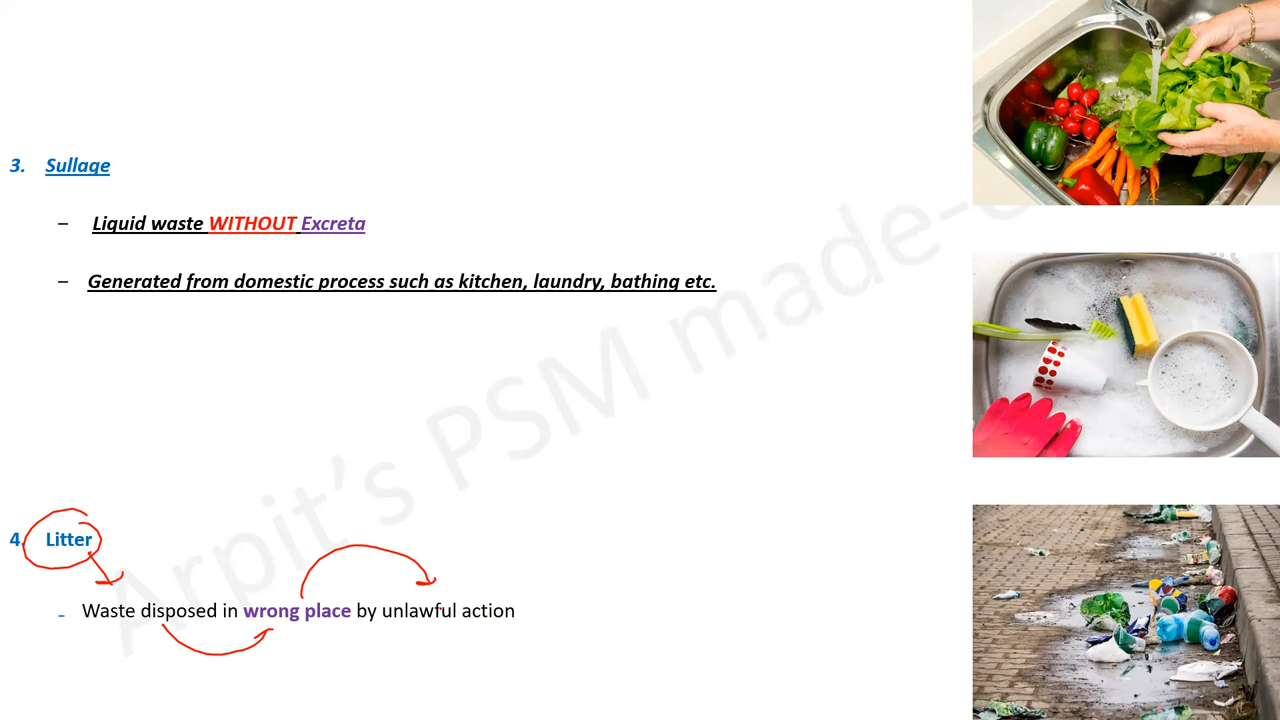 3. Sullage
– Liquid waste WITHOUT Excreta
– Generated from domestic process such as kitchen, laundry, bathing etc.
Arpit's PSM made-
4 Litter
- Waste disposed in wrong place by unlawful action